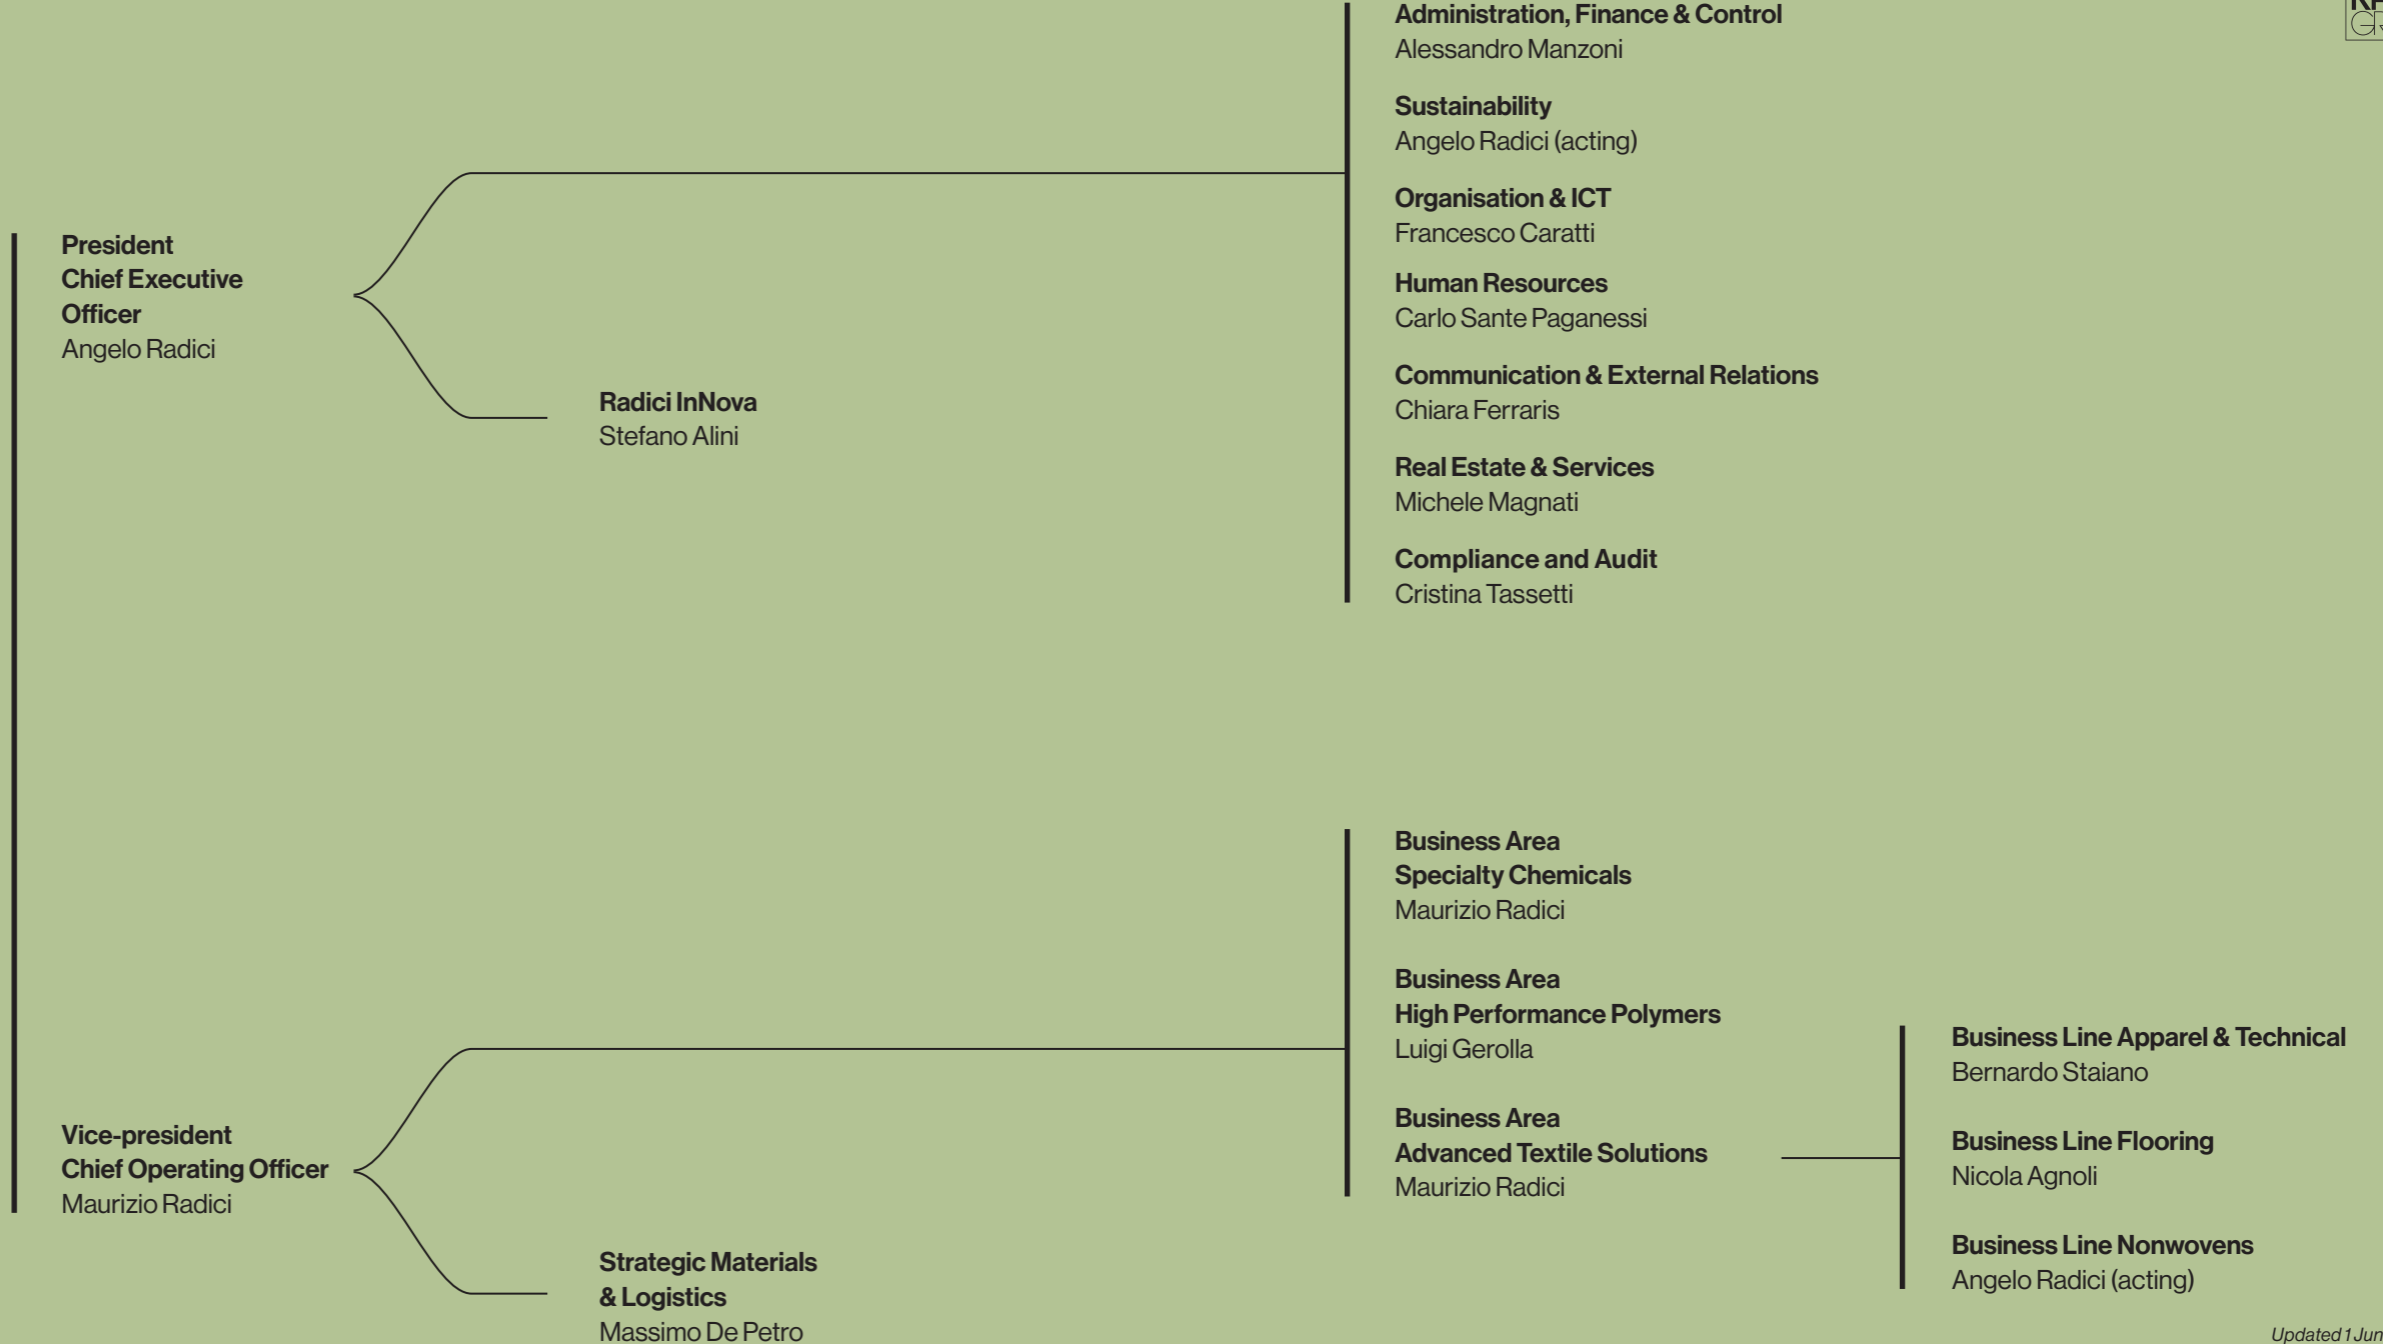 Administration, Finance & Control
Alessandro Manzoni
Sustainability
Angelo Radici (acting)
Organisation & ICT
Francesco Caratti
Human Resources
Carlo Sante Paganessi
Communication & External Relations
Chiara Ferraris
Real Estate & Services
Michele Magnati
Compliance and Audit
Cristina Tassetti
President
Chief Executive
Officer
Angelo Radici
Radici InNova
Stefano Alini
Business Area
Specialty Chemicals
Maurizio Radici
Business Area
High Performance Polymers
Luigi Gerolla
Business Area
Advanced Textile Solutions
Maurizio Radici
Business Line Apparel & Technical
Bernardo Staiano
Business Line Flooring
Nicola Agnoli
Business Line Nonwovens
Angelo Radici (acting)
Vice-president
Chief Operating Officer
Maurizio Radici
Strategic Materials
& Logistics
Massimo De Petro
Updated 1 Jun